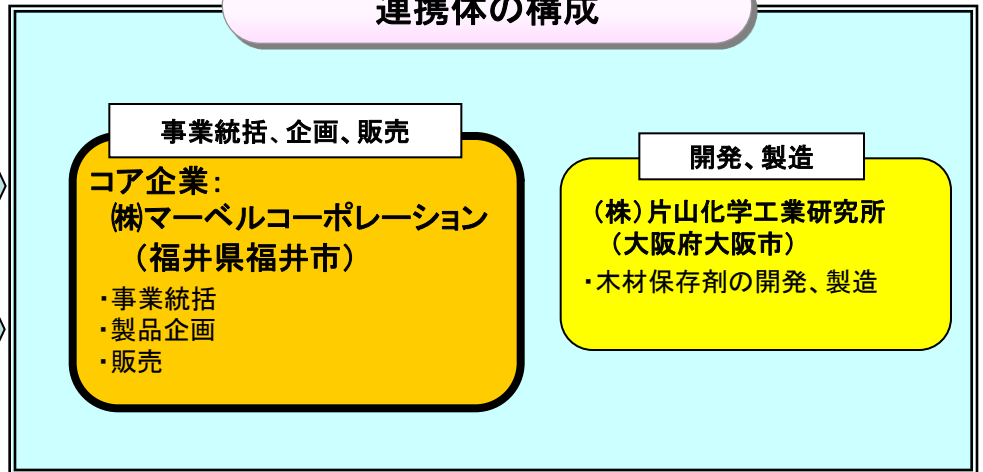 連携体の構成
事業統括、企画、販売
コア企業：
㈱マーベルコーポレーション
（福井県福井市）
・事業統括
・製品企画
・販売
開発、製造
（株）片山化学工業研究所
（大阪府大阪市）
・木材保存剤の開発、製造